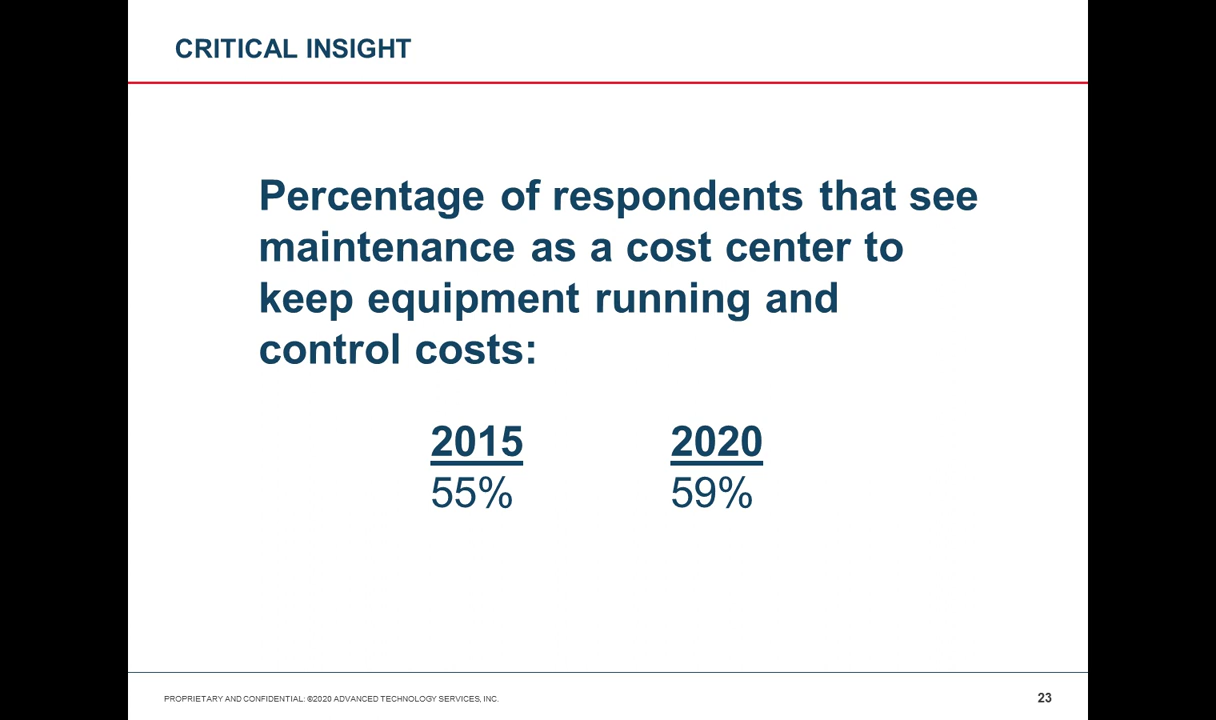 CRITICAL INSIGHT
Percentage of respondents that see
maintenance as a cost center to
keep equipment running and
control costs:
2015 2020
55% 59%
PROPRIETARY AND CONFIDENTIAL: ©2020 ADVANCED TECHNOLOGY SERVICES, INC. 23